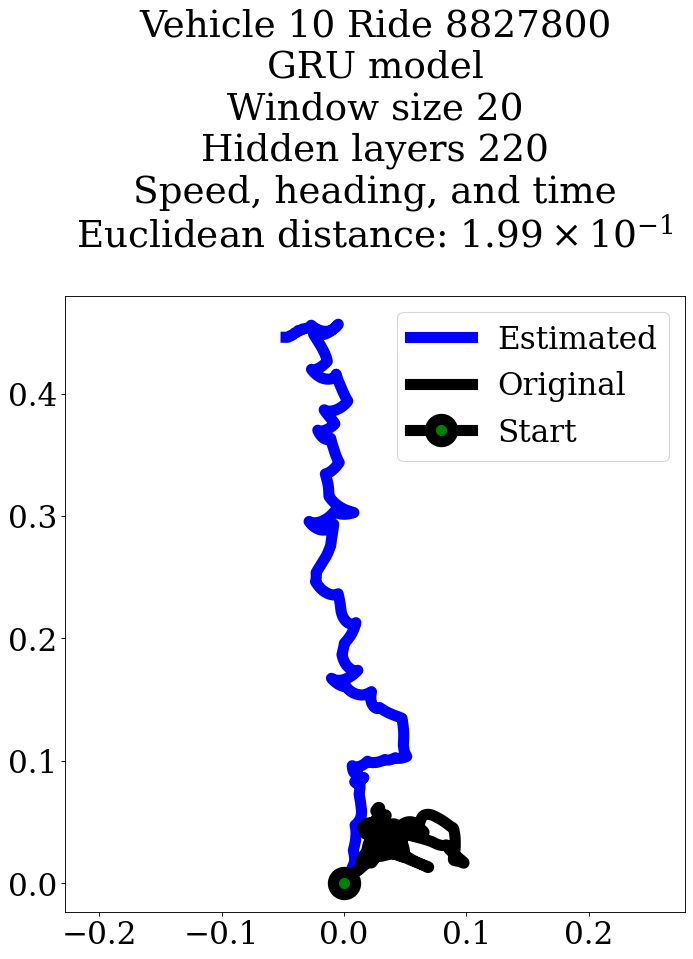 Vehicle 10 Ride 8827800
GRU model
Window size 20
Hidden layers 220
Speed, heading, and time
Euclidean distance: 1.99 × 10⁻¹
Estimated
Original
Start
0.4
0.3
0.2
0.1
0.0
−0.2 −0.1 0.0 0.1 0.2